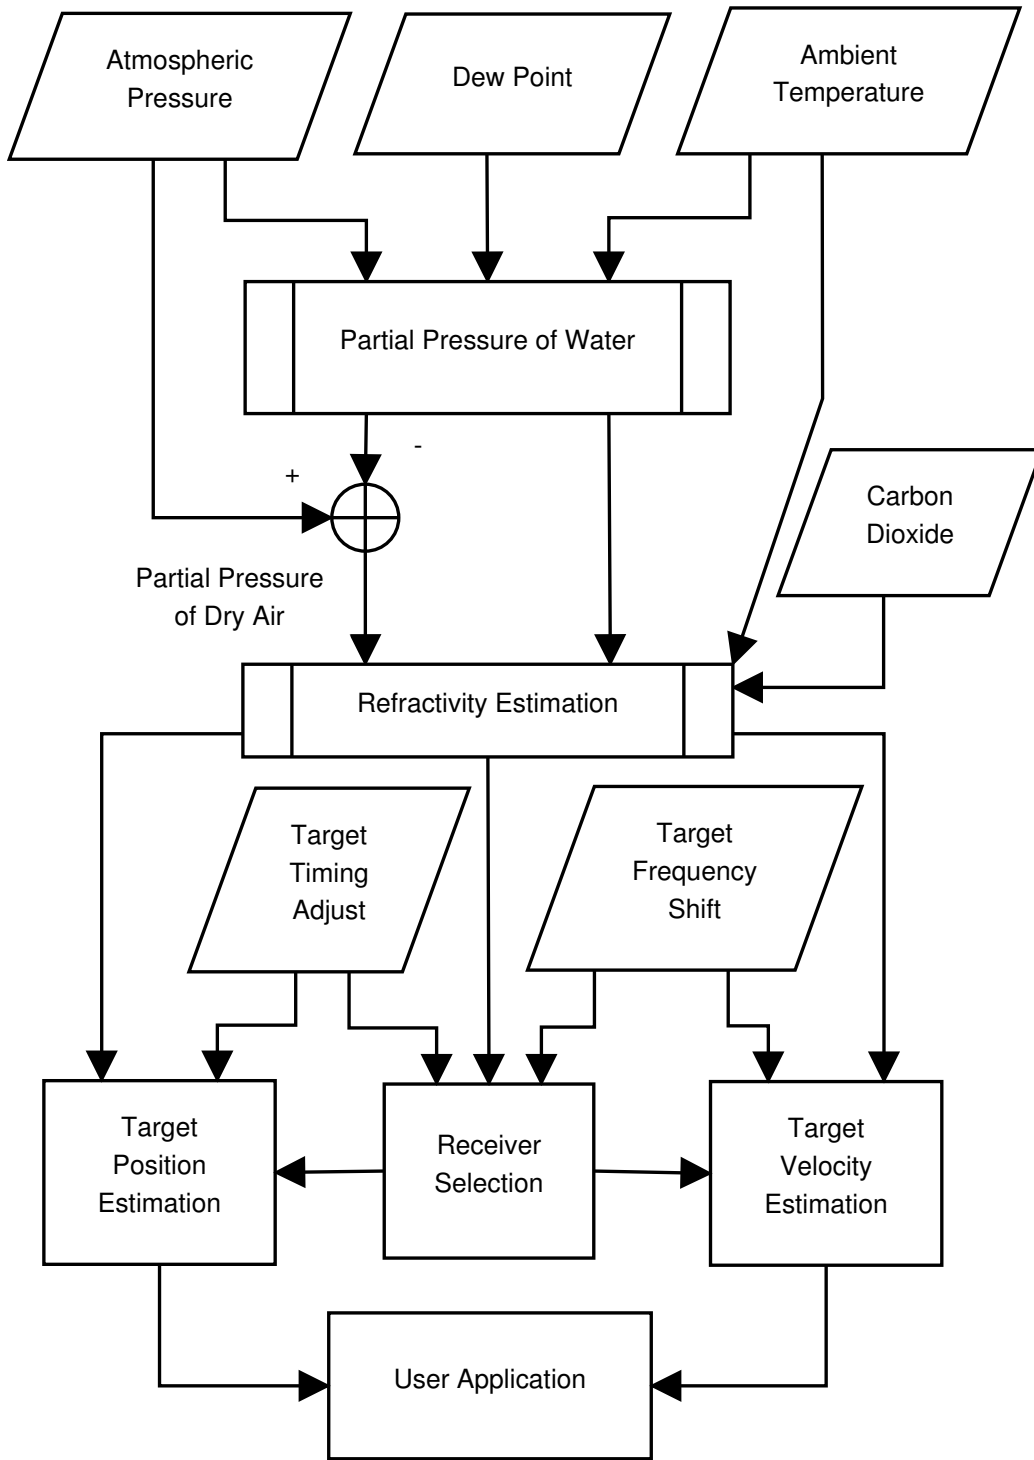 Atmospheric
Pressure
Dew Point
Ambient
Temperature
Partial Pressure of Water
-
+
Carbon
Dioxide
Partial Pressure
of Dry Air
Refractivity Estimation
Target
Timing
Adjust
Target
Frequency
Shift
Target
Position
Estimation
Receiver
Selection
Target
Velocity
Estimation
User Application